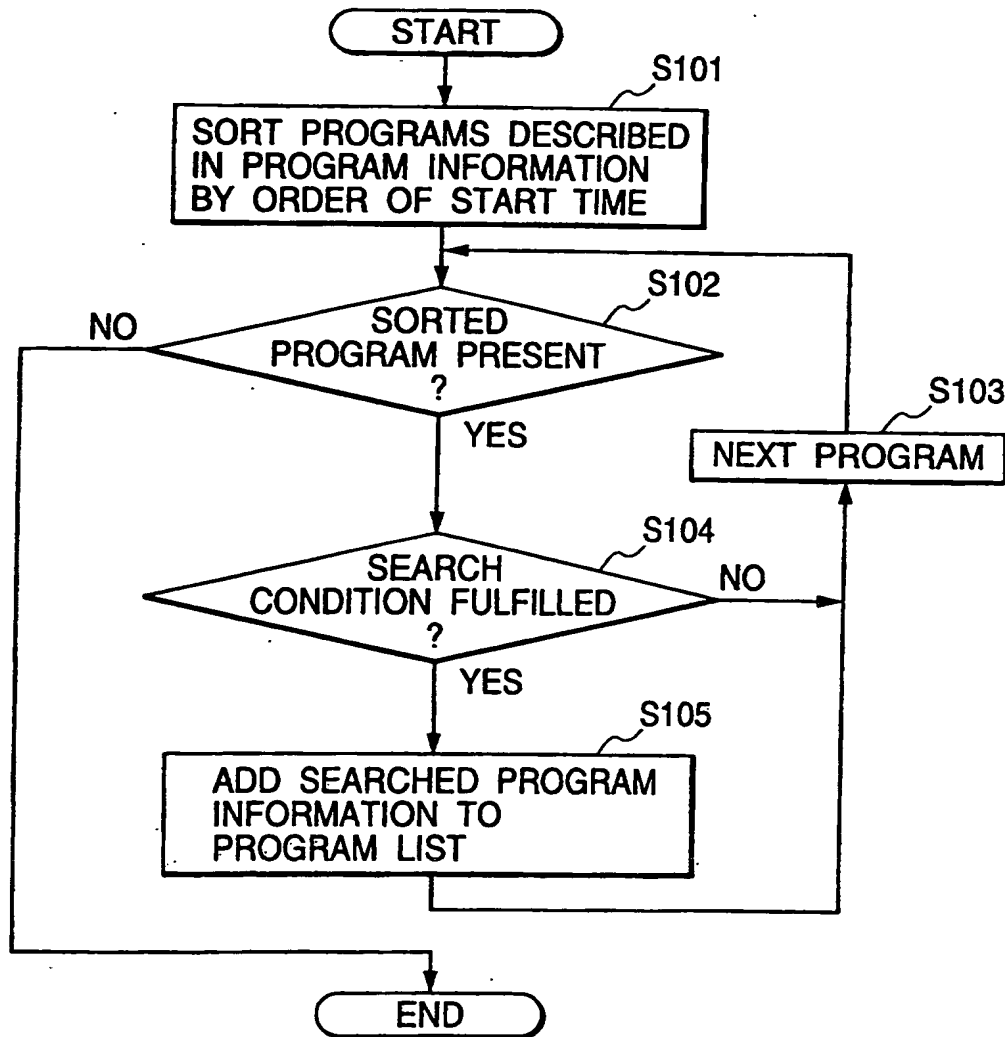 START
S101
SORT PROGRAMS DESCRIBED
IN PROGRAM INFORMATION
BY ORDER OF START TIME
S102
NO
SORTED
PROGRAM PRESENT
?
YES
S103
NEXT PROGRAM
S104
SEARCH
CONDITION FULFILLED
?
NO
YES
S105
ADD SEARCHED PROGRAM
INFORMATION TO
PROGRAM LIST
END